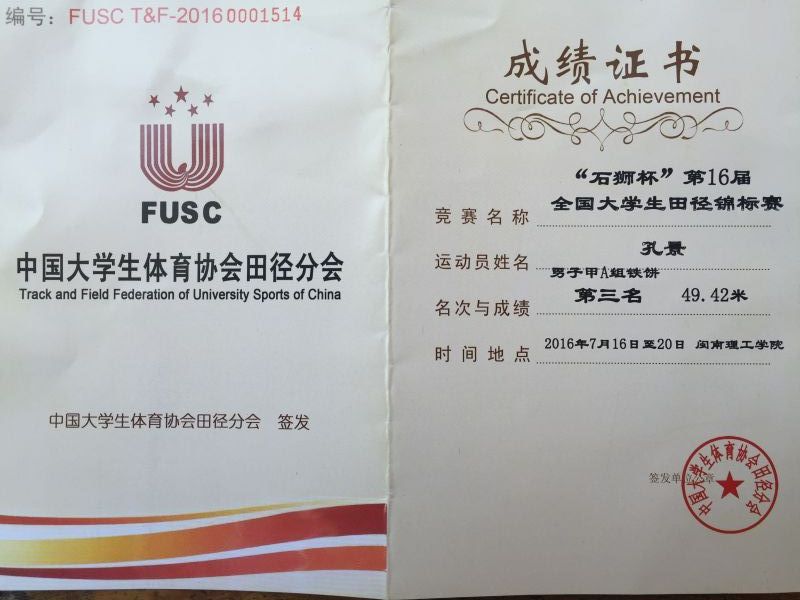 编号：FUSC T&F-20160001514
FUSC
中国大学生体育协会田径分会
Track and Field Federation of University Sports of China
中国大学生体育协会田径分会 签发
成绩证书
Certificate of Achievement
“石狮杯”第16届
竞赛名称 全国大学生田径锦标赛
运动员姓名 孔景
男子甲A组铁饼
名次与成绩 第三名 49.42米
时间地点 2016年7月16日至20日 闽南理工学院
签发单位公章
中国大学生体育协会田径分会